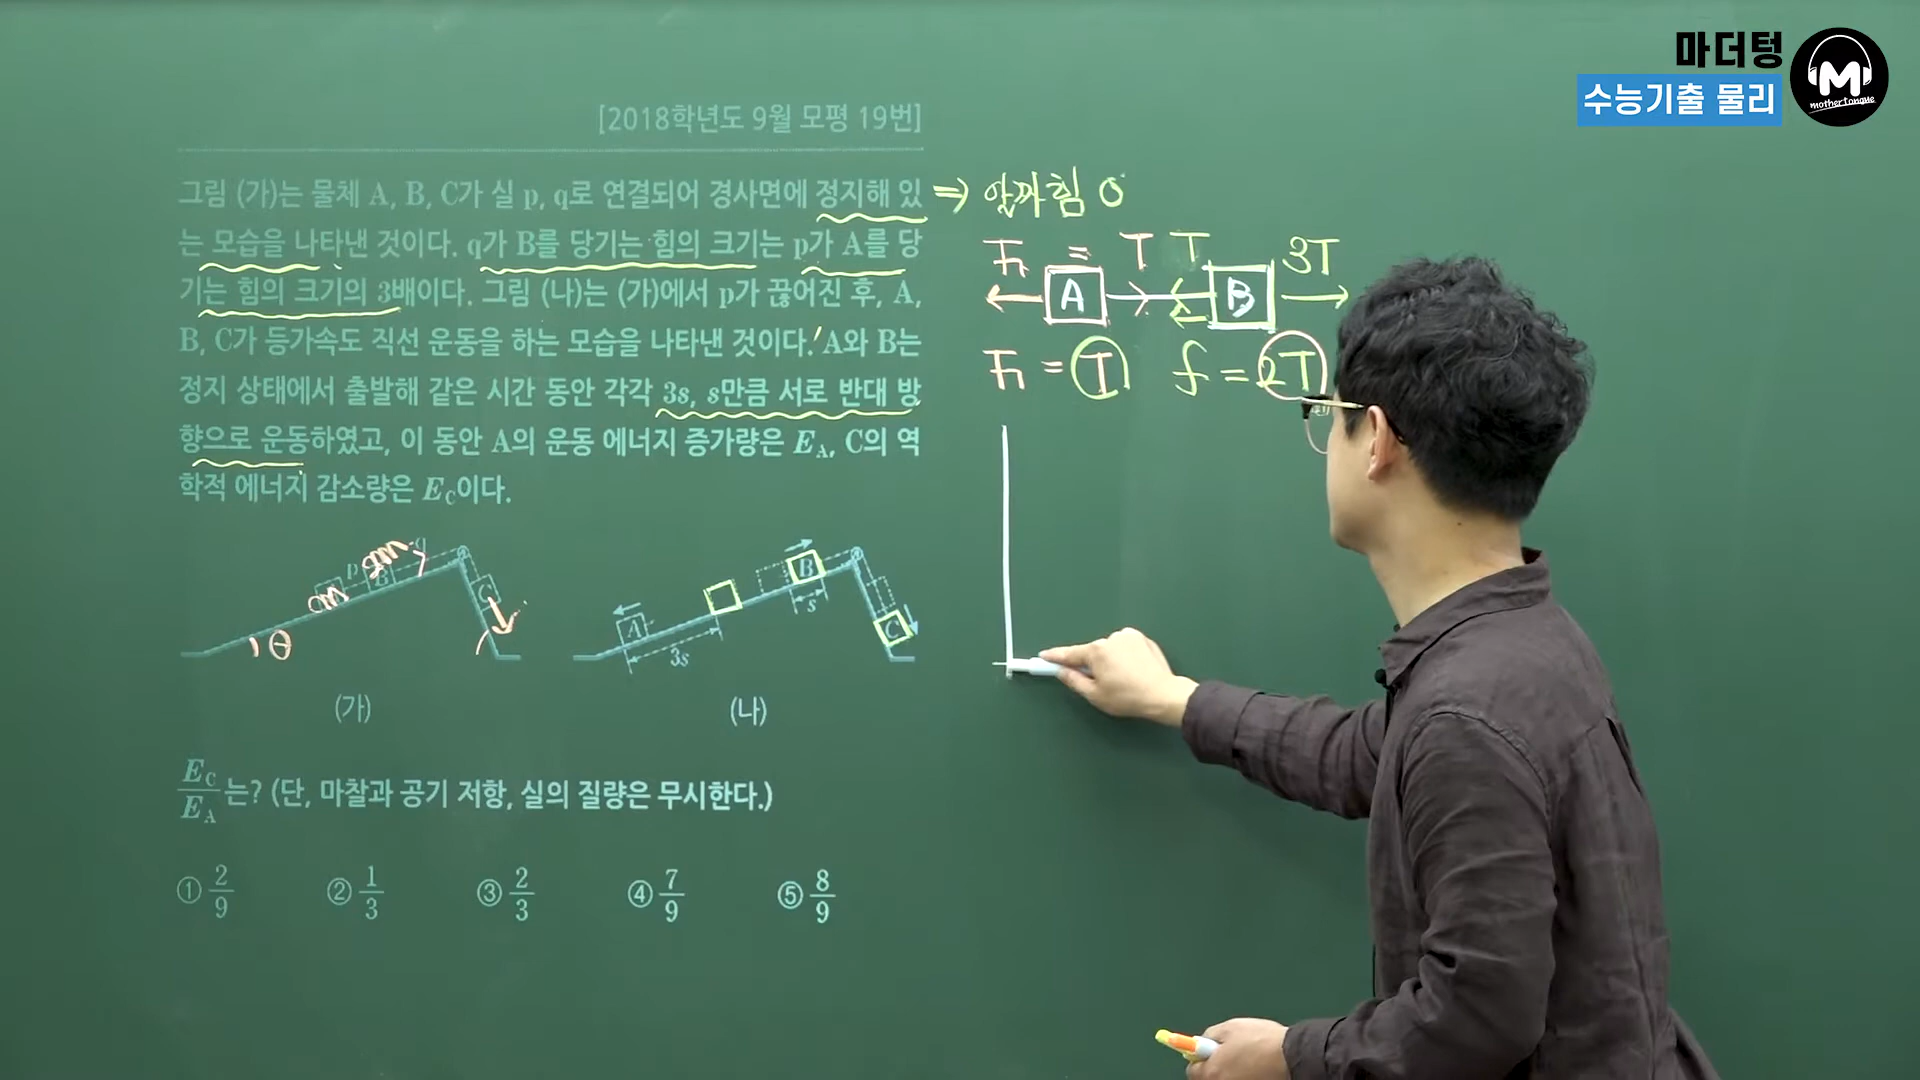 마더텅
수능기출 물리
M
mothertongue
[2018학년도 9월 모평 19번]
그림 (가)는 물체 A, B, C가 실 p, q로 연결되어 경사면에 정지해 있
는 모습을 나타낸 것이다. q가 B를 당기는 힘의 크기는 p가 A를 당
기는 힘의 크기의 3배이다. 그림 (나)는 (가)에서 p가 끊어진 후, A,
B, C가 등가속도 직선 운동을 하는 모습을 나타낸 것이다. A와 B는
정지 상태에서 출발해 같은 시간 동안 각각 3s, s만큼 서로 반대 방
향으로 운동하였고, 이 동안 A의 운동 에너지 증가량은 E_A, C의 역
학적 에너지 감소량은 E_C이다.
⇒ 알짜힘 0
= T T 3T
A B
= T f = 2T
p q
m 2m
B C
θ
(가)
A B C
3s s
(나)
E_C/E_A 는? (단, 마찰과 공기 저항, 실의 질량은 무시한다.)
① 2/9 ② 1/3 ③ 2/3 ④ 7/9 ⑤ 8/9